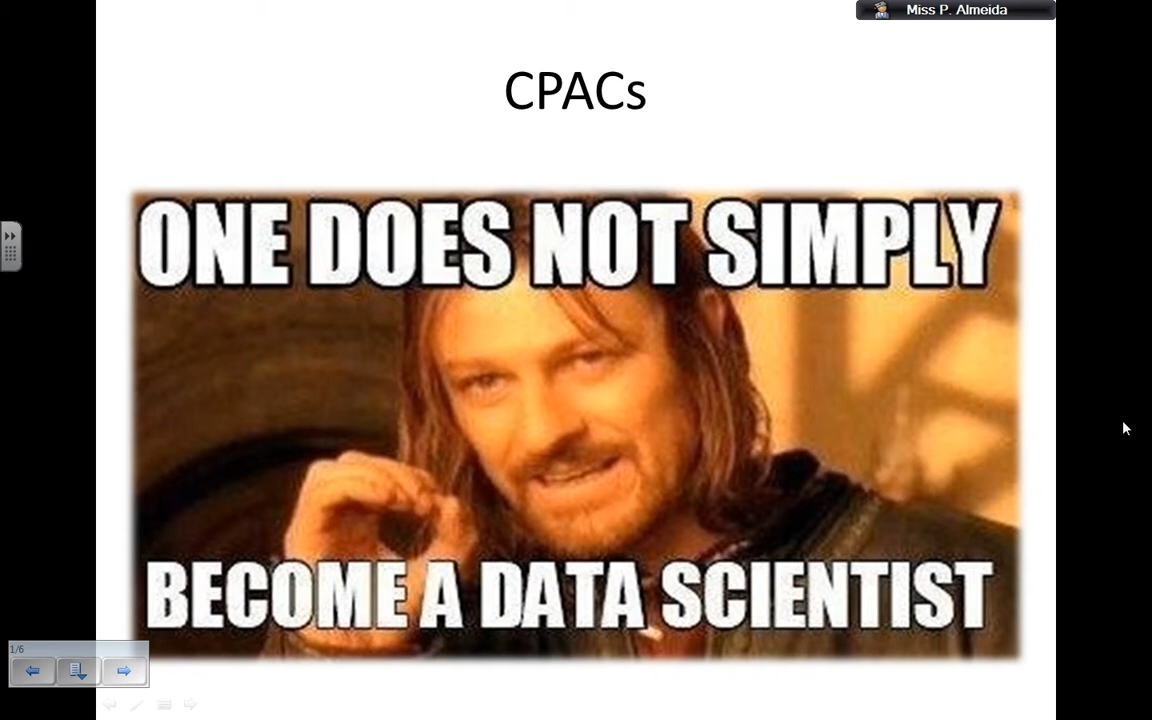 Miss P. Almeida
CPACs
ONE DOES NOT SIMPLY
BECOME A DATA SCIENTIST
1/6